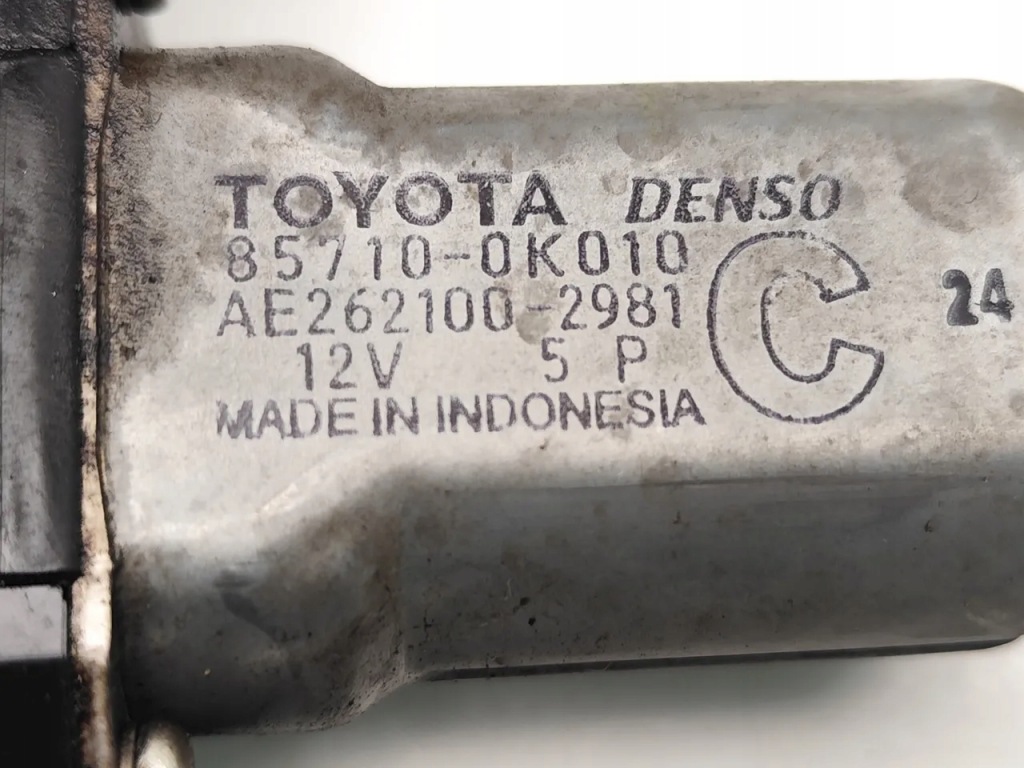 TOYOTA DENSO
85710-0K010
AE262100-2981
12V 5 P
MADE IN INDONESIA
C
24